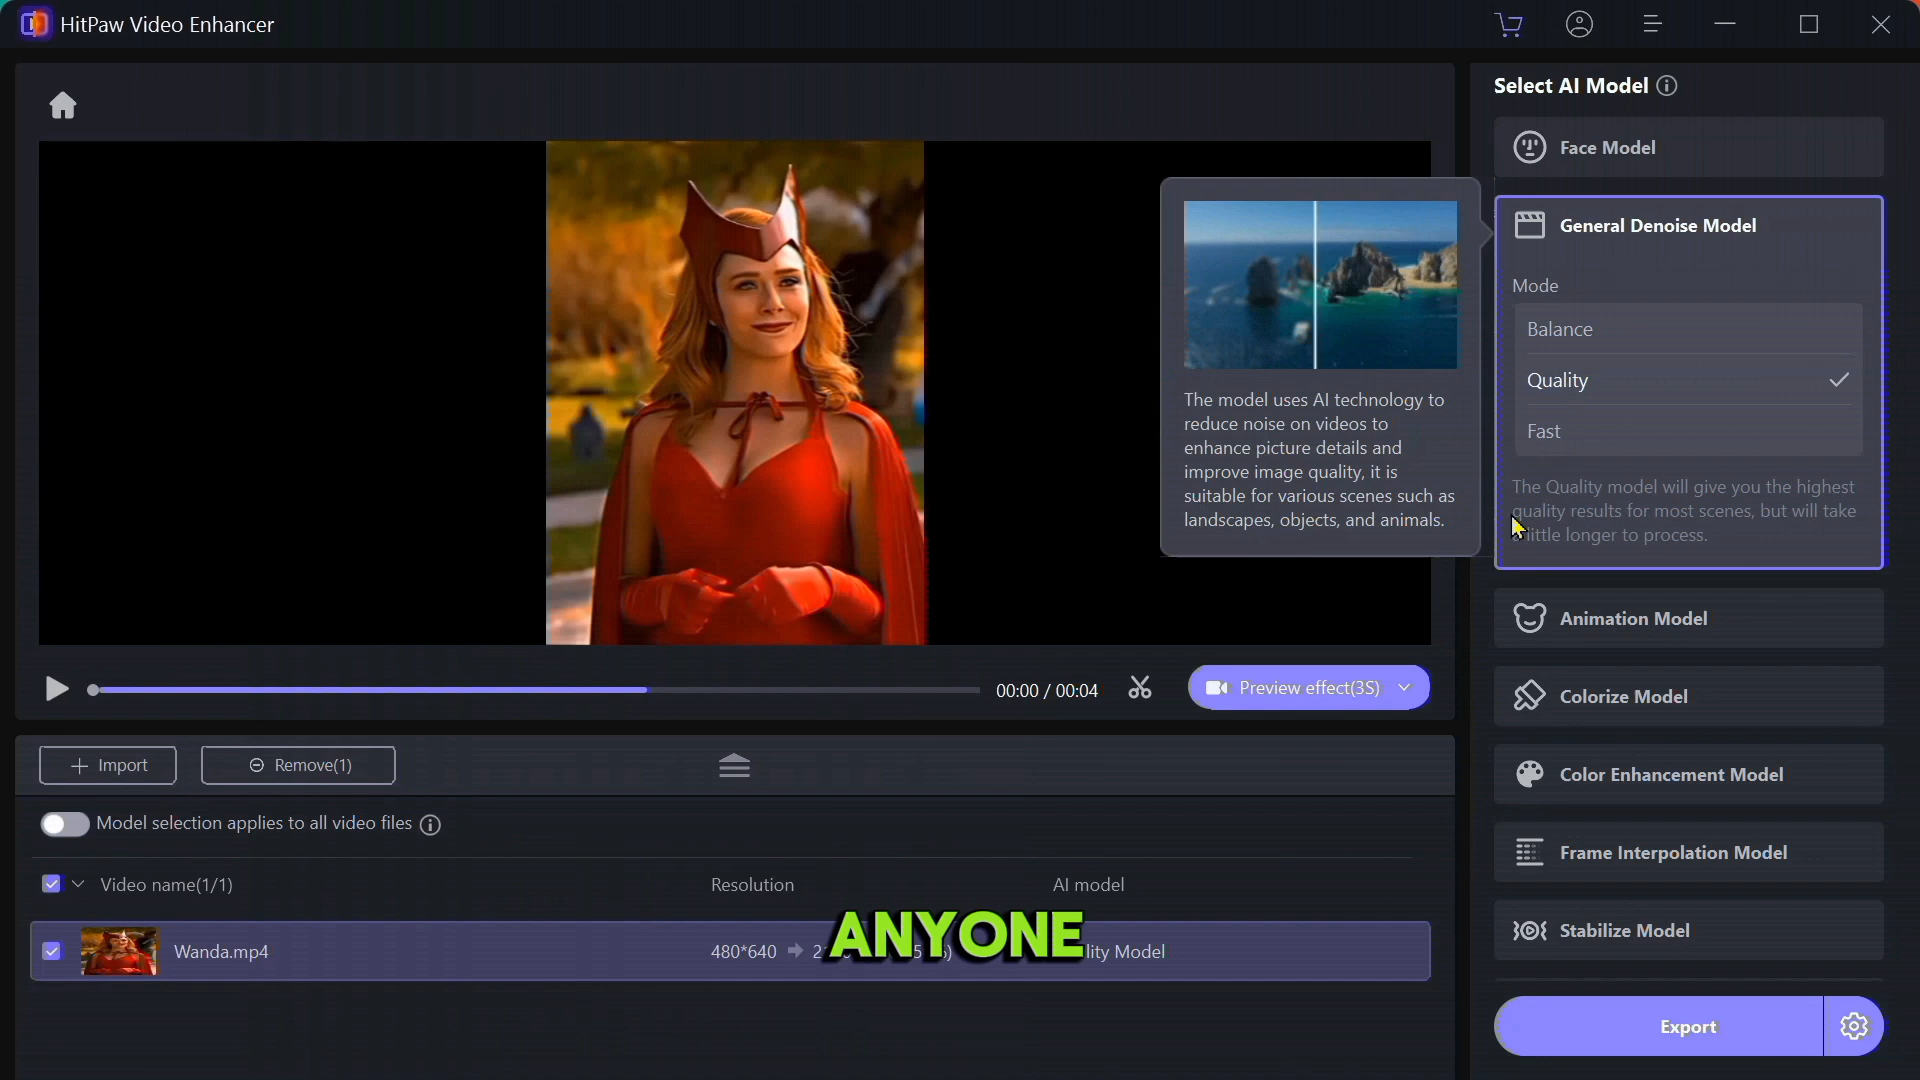 HitPaw Video Enhancer
Select AI Model
Face Model
General Denoise Model
Mode
Balance
Quality
Fast
The Quality model will give you the highest
quality results for most scenes, but will take
little longer to process.
The model uses AI technology to
reduce noise on videos to
enhance picture details and
improve image quality, it is
suitable for various scenes such as
landscapes, objects, and animals.
Animation Model
Colorize Model
Color Enhancement Model
Frame Interpolation Model
Stabilize Model
Export
00:00 / 00:04
Preview effect(3S)
Import
Remove(1)
Model selection applies to all video files
Video name(1/1) Resolution AI model
Wanda.mp4 480*640 Model
ANYONE